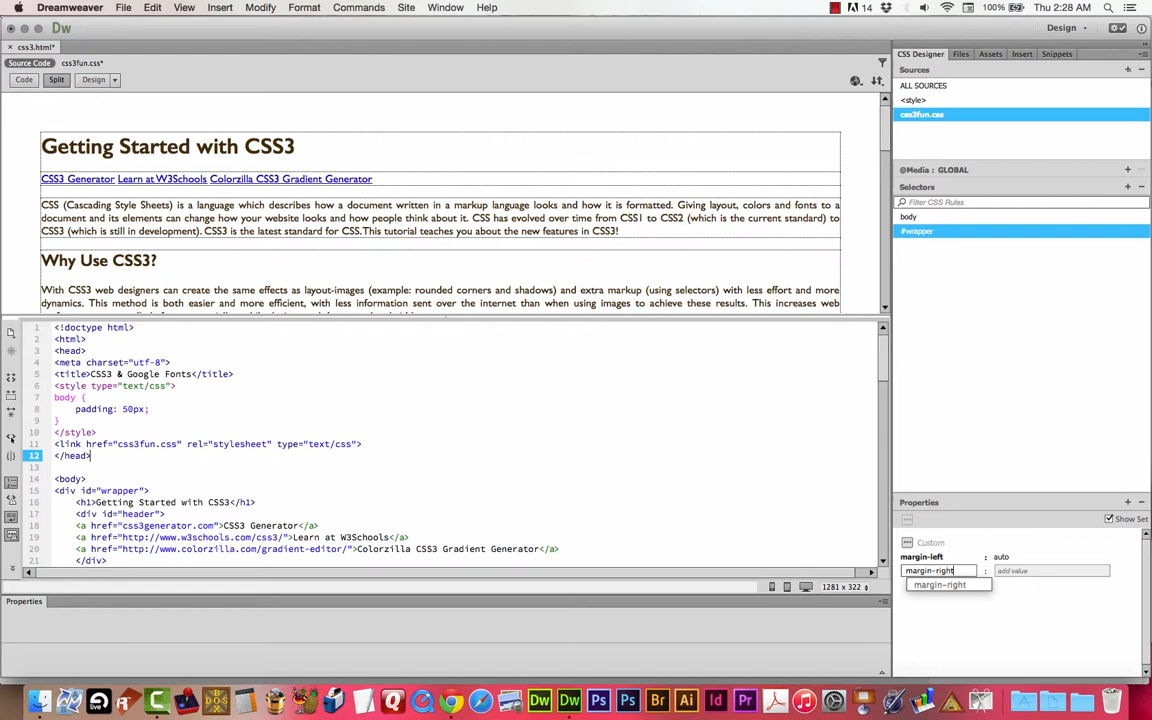 Dreamweaver File Edit View Insert Modify Format Commands Site Window Help 14 100% Thu 2:28 AM
Dw Design
× css3.html*
Source Code css3fun.css*
Code Split Design
Getting Started with CSS3
CSS3 Generator Learn at W3Schools Colorzilla CSS3 Gradient Generator
CSS (Cascading Style Sheets) is a language which describes how a document written in a markup language looks and how it is formatted. Giving layout, colors and fonts to a
document and its elements can change how your website looks and how people think about it. CSS has evolved over time from CSS1 to CSS2 (which is the current standard) to
CSS3 (which is still in development). CSS3 is the latest standard for CSS.This tutorial teaches you about the new features in CSS3!
Why Use CSS3?
With CSS3 web designers can create the same effects as layout-images (example: rounded corners and shadows) and extra markup (using selectors) with less effort and more
dynamics. This method is both easier and more efficient, with less information sent over the internet than when using images to achieve these results. This increases web
1 <!doctype html>
2 <html>
3 <head>
4 <meta charset="utf-8">
5 <title>CSS3 & Google Fonts</title>
6 <style type="text/css">
7 body {
8 padding: 50px;
9 }
10 </style>
11 <link href="css3fun.css" rel="stylesheet" type="text/css">
12 </head>
13
14 <body>
15 <div id="wrapper">
16 <h1>Getting Started with CSS3</h1>
17 <div id="header">
18 <a href="css3generator.com">CSS3 Generator</a>
19 <a href="http://www.w3schools.com/css3/">Learn at W3Schools</a>
20 <a href="http://www.colorzilla.com/gradient-editor/">Colorzilla CSS3 Gradient Generator</a>
21 </div>
1281 x 322
Properties
CSS Designer Files Assets Insert Snippets
Sources
ALL SOURCES
<style>
css3fun.css
@Media : GLOBAL
Selectors
Filter CSS Rules
body
#wrapper
Properties
Show Set
Custom
margin-left : auto
margin-right : add value
margin-right
Dw Dw Ps Ps Br Ai Id Pr